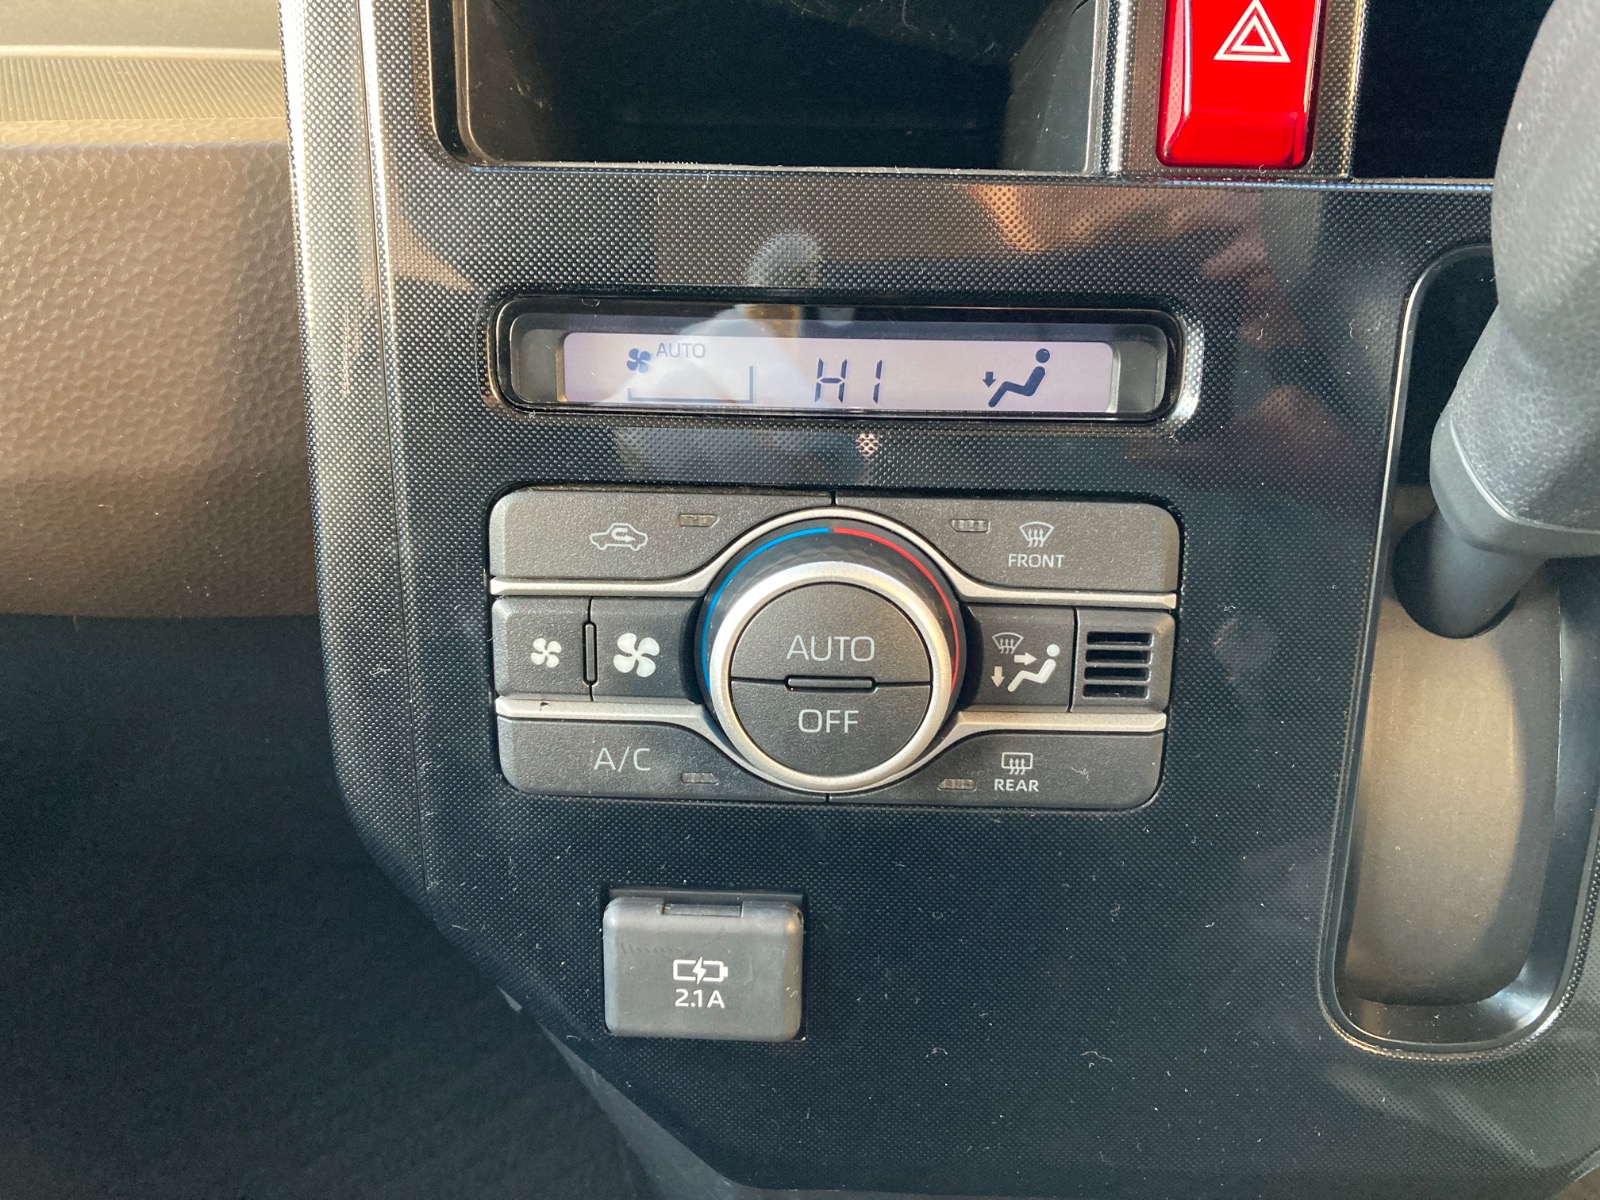 AUTO
HI
FRONT
AUTO
OFF
A/C
REAR
2.1A